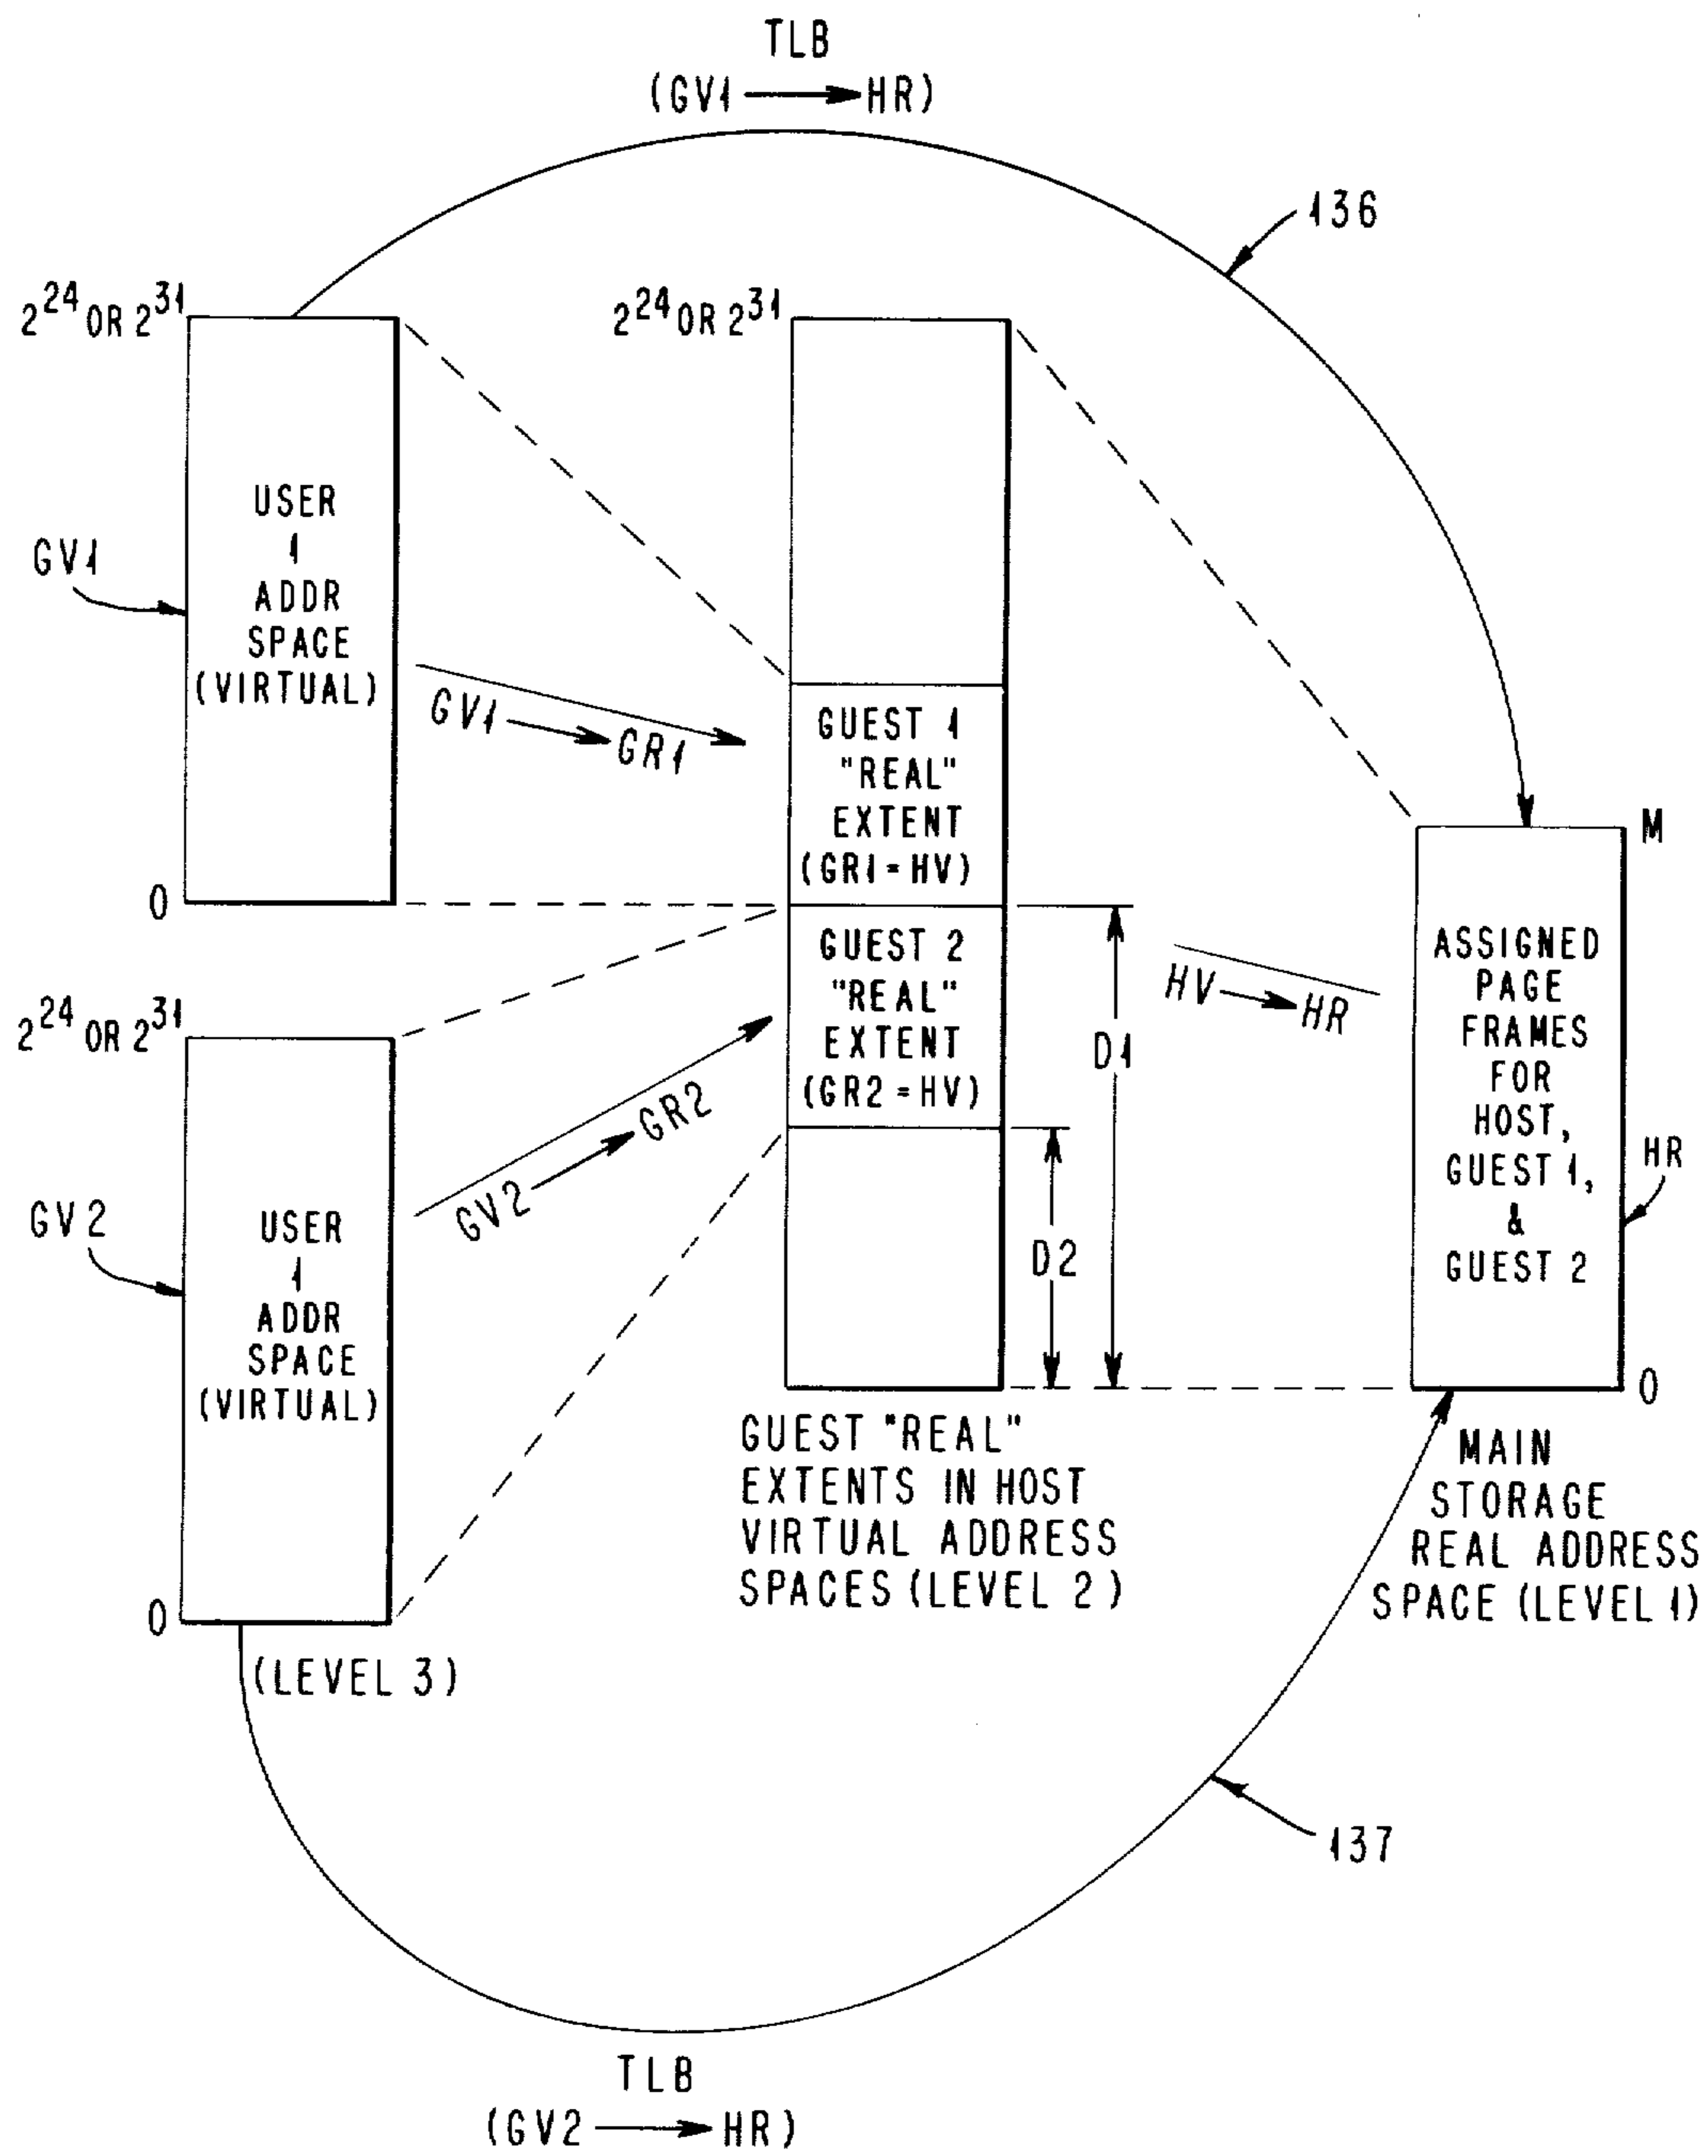 TLB
(GV1 → HR)
136
2^24 OR 2^31
2^24 OR 2^31
USER
1
ADDR
SPACE
(VIRTUAL)
GV1
GV1 → GR1
0
GUEST 1
"REAL"
EXTENT
(GR1 = HV)
GUEST 2
"REAL"
EXTENT
(GR2 = HV)
D1
D2
HV → HR
M
ASSIGNED
PAGE
FRAMES
FOR
HOST,
GUEST 1,
&
GUEST 2
HR
0
2^24 OR 2^31
USER
1
ADDR
SPACE
(VIRTUAL)
GV2
GV2 → GR2
0
(LEVEL 3)
GUEST "REAL"
EXTENTS IN HOST
VIRTUAL ADDRESS
SPACES (LEVEL 2)
MAIN
STORAGE
REAL ADDRESS
SPACE (LEVEL 1)
137
TLB
(GV2 → HR)